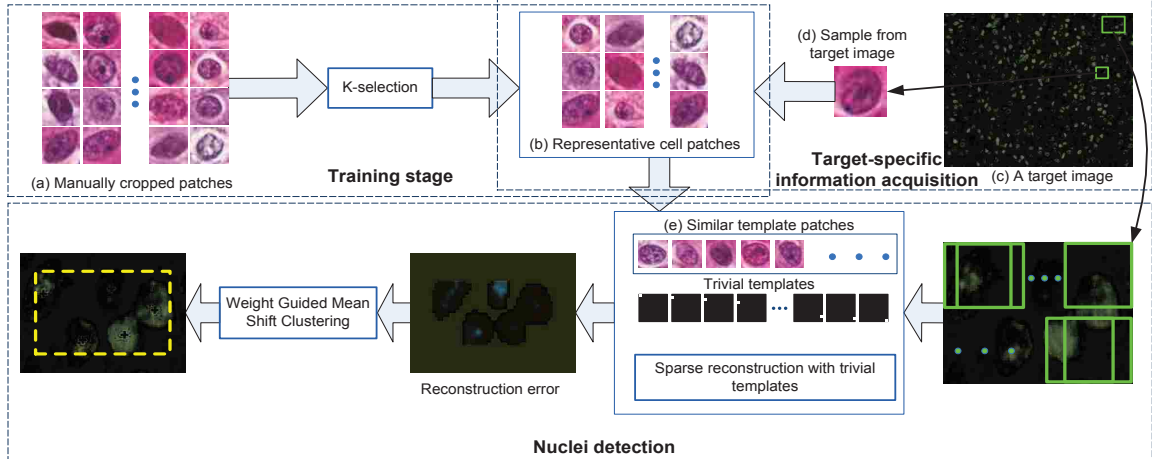 (d) Sample from
target image
K-selection
(b) Representative cell patches
(a) Manually cropped patches
Training stage
Target-specific
information acquisition
(c) A target image
(e) Similar template patches
Trivial templates
Weight Guided Mean
Shift Clustering
Sparse reconstruction with trivial
templates
Reconstruction error
Nuclei detection